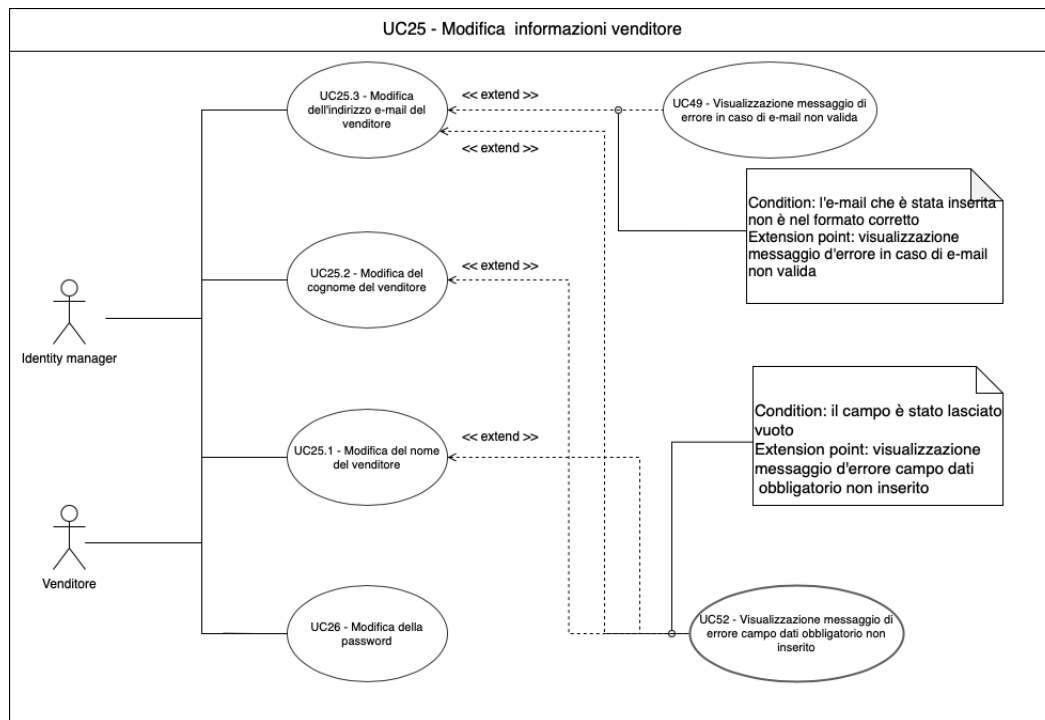 UC25 - Modifica  informazioni venditore
UC25.3 - Modifica
dell'indirizzo e-mail del
venditore
<< extend >>
<< extend >>
UC49 - Visualizzazione messaggio di
errore in caso di e-mail non valida
Condition: l'e-mail che è stata inserita
non è nel formato corretto
Extension point: visualizzazione
messaggio d'errore in caso di e-mail
non valida
UC25.2 - Modifica del
cognome del venditore
<< extend >>
Identity manager
Condition: il campo è stato lasciato
vuoto
Extension point: visualizzazione
messaggio d'errore campo dati
obbligatorio non inserito
UC25.1 - Modifica del nome
del venditore
<< extend >>
Venditore
UC26 - Modifica della
password
UC52 - Visualizzazione messaggio di
errore campo dati obbligatorio non
inserito